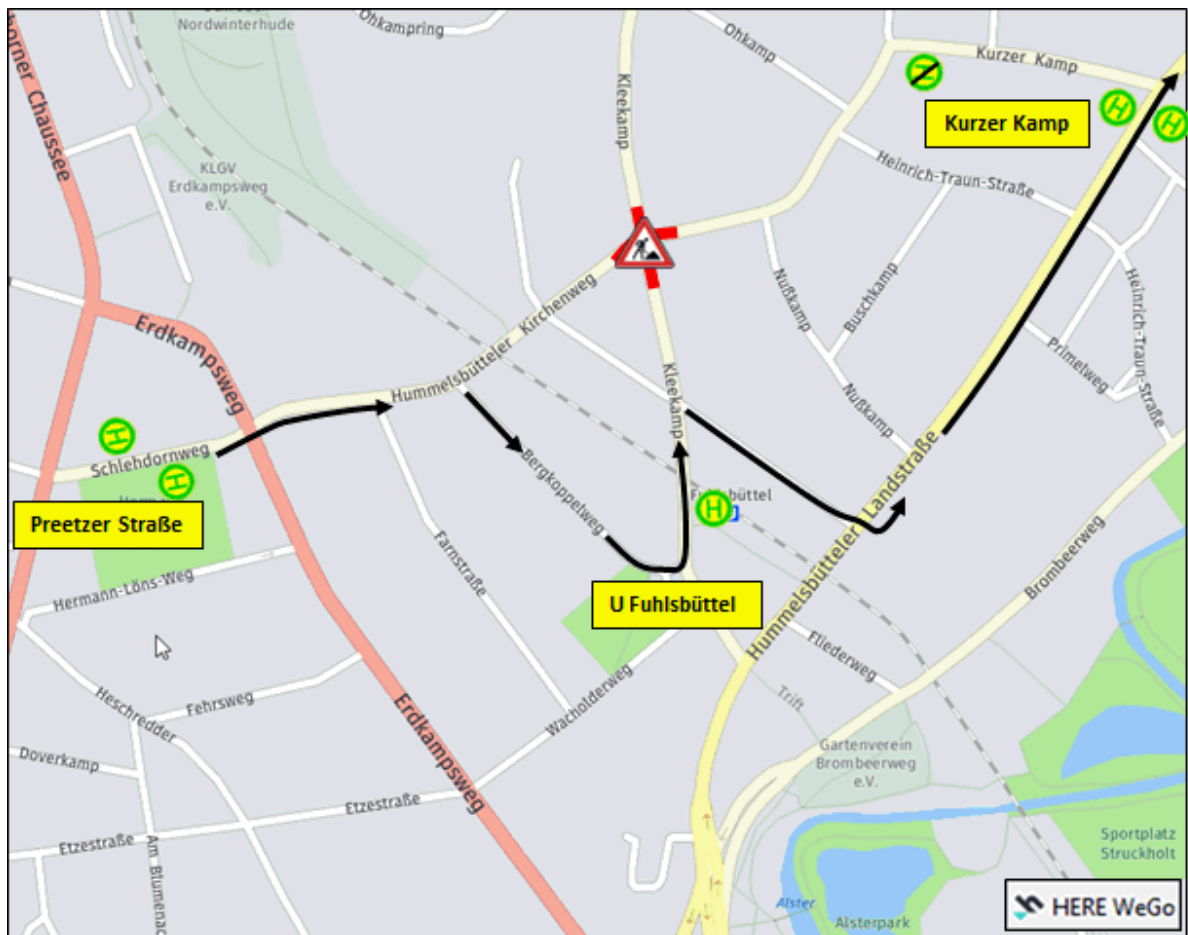 Nordwinterhude
Ohkampring
Kleekamp
Ohkamp
Kurzer Kamp
H
Kurzer Kamp
H
H
KLGV
Erdkampsweg
e.V.
Heinrich-Traun-Straße
Erdkampsweg
Hummelsbütteler Kirchenweg
Nußkamp
Buschkamp
Heinrich-Traun-Straße
Primelweg
Kleekamp
Nußkamp
H
Schlehdornweg
H
Preetzer Straße
Bergkoppelweg
H
Hummelsbütteler Landstraße
Brombeerweg
Farnstraße
Hermann-Löns-Weg
U Fuhlsbüttel
Fliederweg
Heschredder
Fehrsweg
Erdkampsweg
Wacholderweg
Trift
Doverkamp
Gartenverein
Brombeerweg
e.V.
Etzestraße
Etzestraße
Sportplatz
Struckholt
Alster
Alsterpark
HERE WeGo